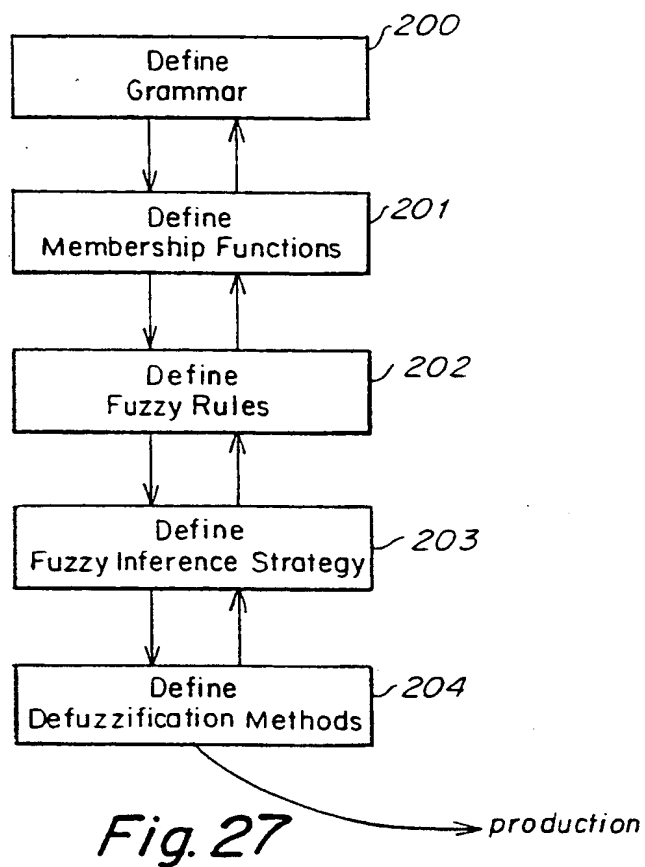 200
Define
Grammar
201
Define
Membership Functions
202
Define
Fuzzy Rules
203
Define
Fuzzy Inference Strategy
204
Define
Defuzzification Methods
production
Fig. 27